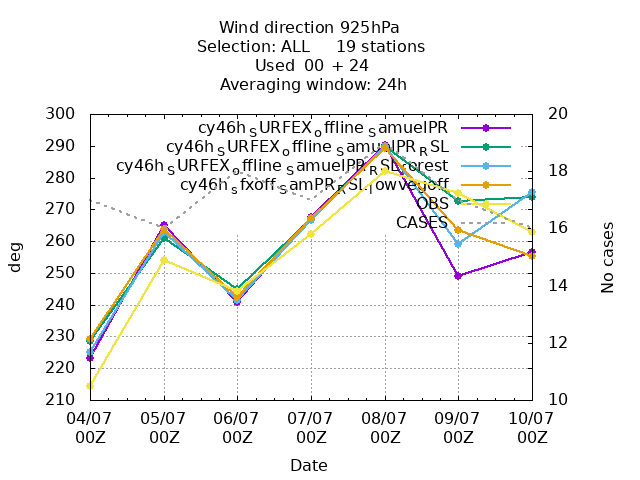 Wind direction 925hPa
Selection: ALL 19 stations
Used 00 + 24
Averaging window: 24h
300 20
290
280 18
270
260 16
250
240 14
230
220 12
210 10
deg
No cases
cy46h_SURFEX_offline_SamuelPR
cy46h_SURFEX_offline_SamuelPR_RSL
cy46h_SURFEX_offline_SamuelPR_RSL
OBS
CASES
04/07 05/07 06/07 07/07 08/07 09/07 10/07
00Z 00Z 00Z 00Z 00Z 00Z 00Z
Date